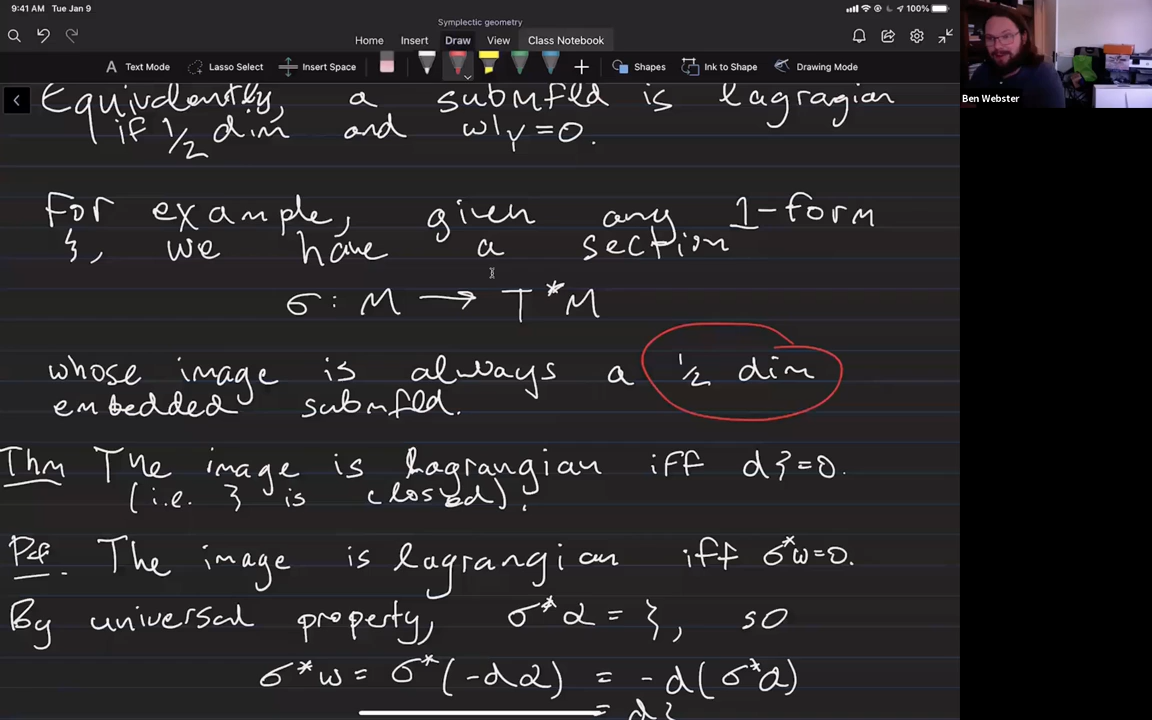 9:41 AM Tue Jan 9
100%
Symplectic geometry
Home Insert Draw View Class Notebook
Text Mode Lasso Select Insert Space Shapes Ink to Shape Drawing Mode
Ben Webster
Equivalently, a submfld is lagragian
if 1/2 dim and ω|Y=0.
For example, given any 1-form
ξ, we have a section
σ: M → T*M
whose image is always a 1/2 dim
embedded submfld.
Thm The image is Lagrangian iff dξ=0.
(i.e. ξ is closed).
Pf. The image is lagrangian iff σ*ω=0.
By universal property, σ*α = ξ, so
σ*ω = σ*(-dα) = -d(σ*α)
= dξ